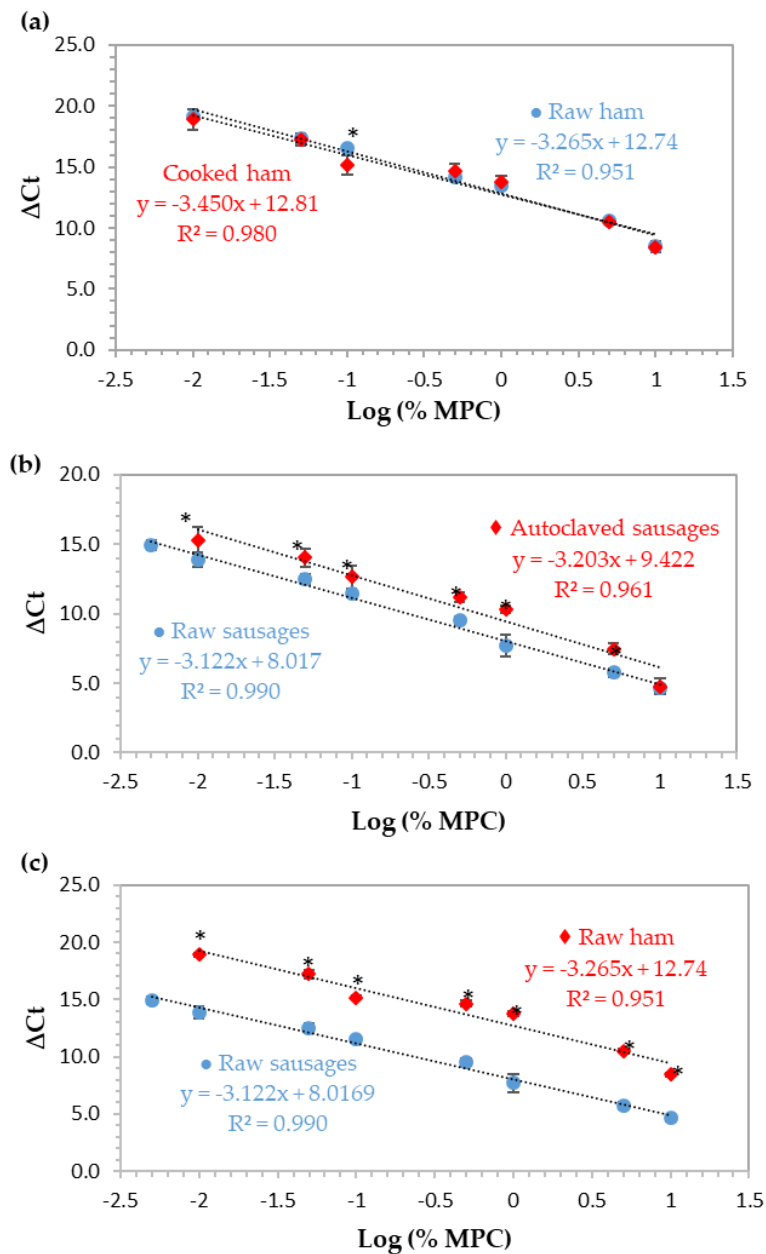 (a)
25.0
20.0
15.0
10.0
5.0
0.0
ΔCt
*
Raw ham
y = -3.265x + 12.74
R² = 0.951
Cooked ham
y = -3.450x + 12.81
R² = 0.980
-2.5 -2 -1.5 -1 -0.5 0 0.5 1 1.5
Log (% MPC)
(b)
20.0
15.0
10.0
5.0
0.0
ΔCt
* * * * * *
Autoclaved sausages
y = -3.203x + 9.422
R² = 0.961
Raw sausages
y = -3.122x + 8.017
R² = 0.990
-2.5 -2 -1.5 -1 -0.5 0 0.5 1 1.5
Log (% MPC)
(c)
25.0
20.0
15.0
10.0
5.0
0.0
ΔCt
* * * * * * *
Raw ham
y = -3.265x + 12.74
R² = 0.951
Raw sausages
y = -3.122x + 8.0169
R² = 0.990
-2.5 -2 -1.5 -1 -0.5 0 0.5 1 1.5
Log (% MPC)